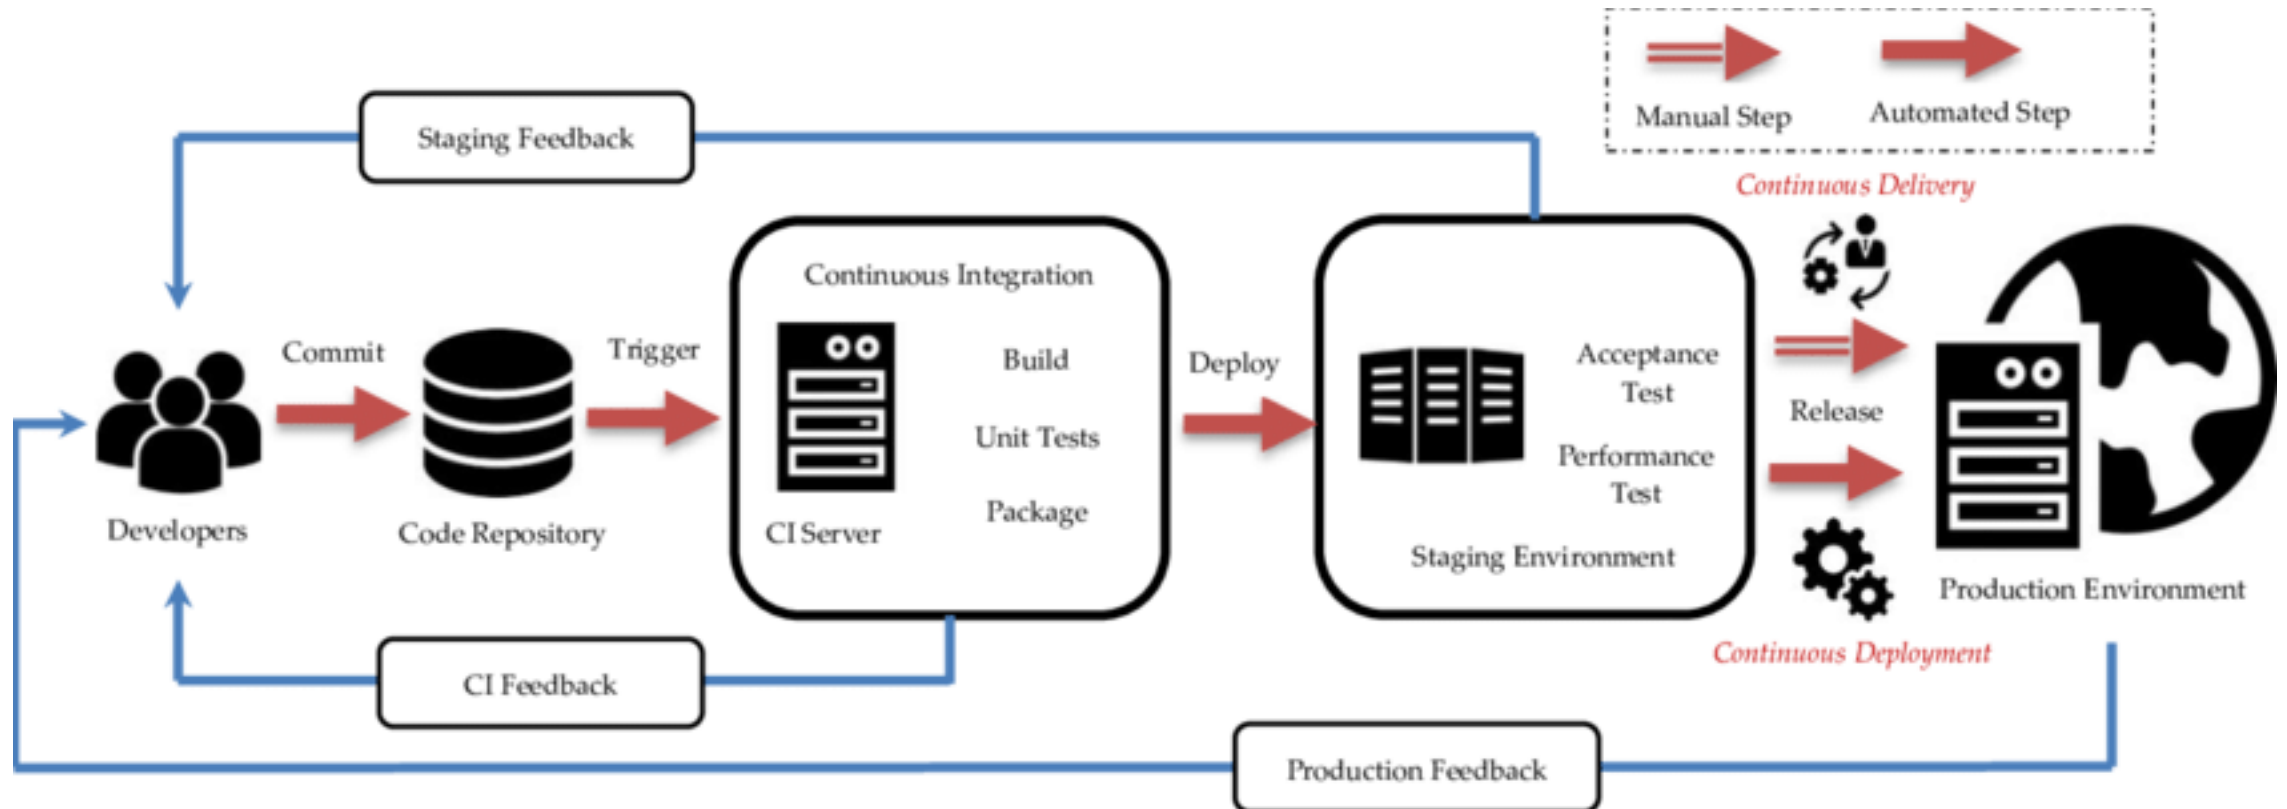 Staging Feedback
Manual Step
Automated Step
Continuous Delivery
Continuous Integration
Commit
Trigger
Build
Deploy
Acceptance
Test
Release
Unit Tests
Performance
Test
Package
Developers
Code Repository
CI Server
Staging Environment
Production Environment
Continuous Deployment
CI Feedback
Production Feedback